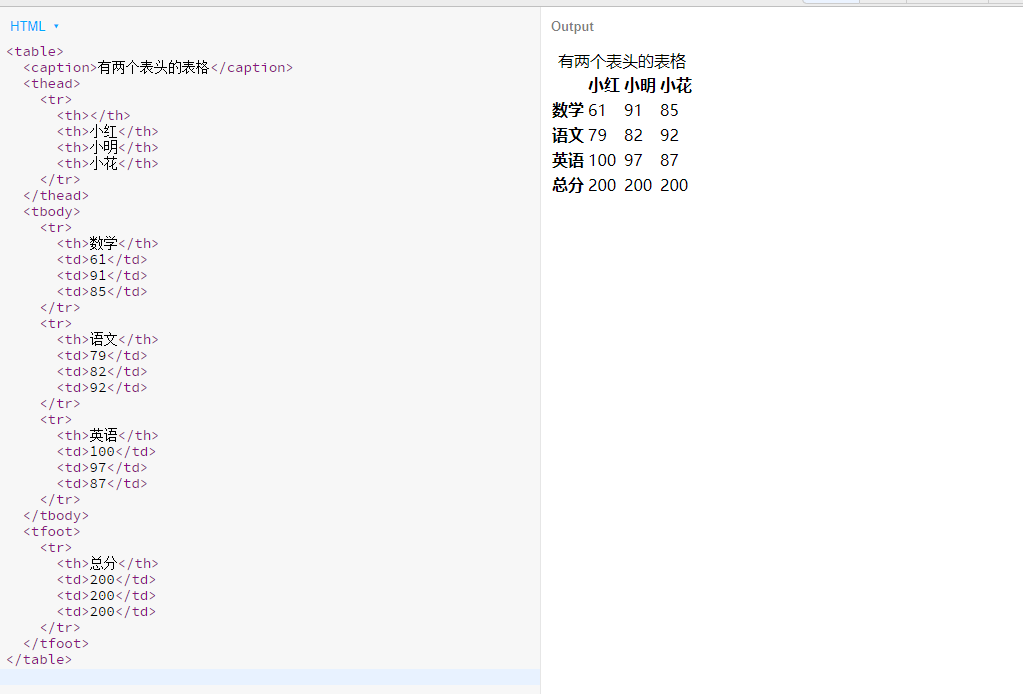 HTML ▾
<table>
  <caption>有两个表头的表格</caption>
  <thead>
    <tr>
      <th></th>
      <th>小红</th>
      <th>小明</th>
      <th>小花</th>
    </tr>
  </thead>
  <tbody>
    <tr>
      <th>数学</th>
      <td>61</td>
      <td>91</td>
      <td>85</td>
    </tr>
    <tr>
      <th>语文</th>
      <td>79</td>
      <td>82</td>
      <td>92</td>
    </tr>
    <tr>
      <th>英语</th>
      <td>100</td>
      <td>97</td>
      <td>87</td>
    </tr>
  </tbody>
  <tfoot>
    <tr>
      <th>总分</th>
      <td>200</td>
      <td>200</td>
      <td>200</td>
    </tr>
  </tfoot>
</table>
Output
有两个表头的表格
小红 小明 小花
数学 61 91 85
语文 79 82 92
英语 100 97 87
总分 200 200 200